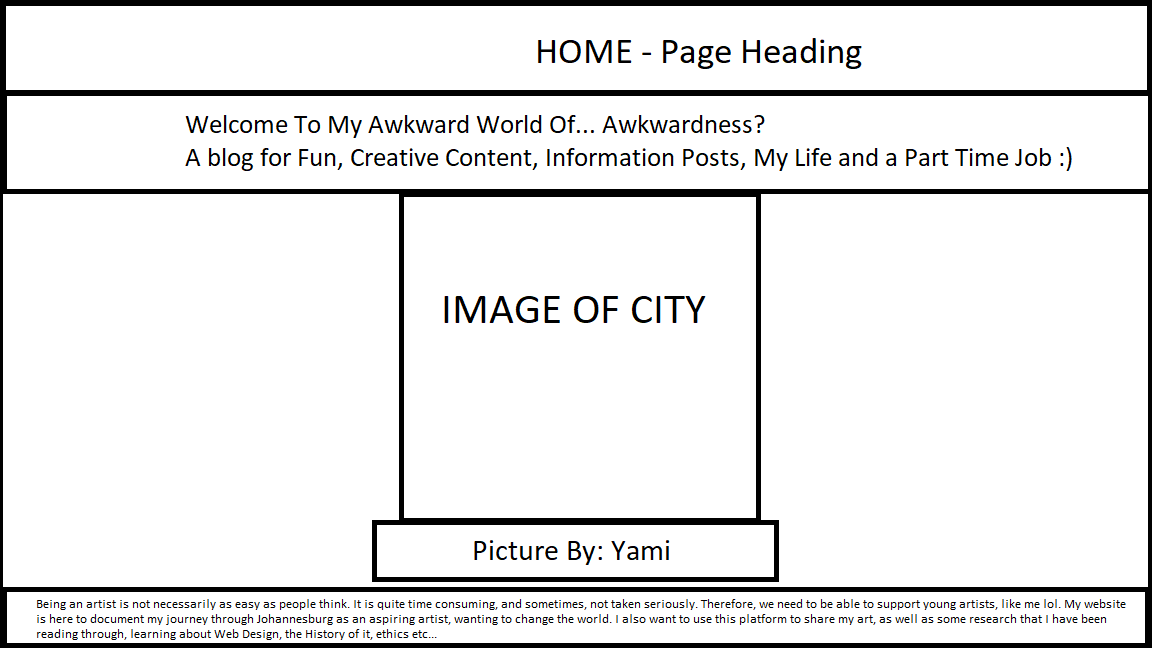 HOME - Page Heading
Welcome To My Awkward World Of... Awkwardness?
A blog for Fun, Creative Content, Information Posts, My Life and a Part Time Job :)
IMAGE OF CITY
Picture By: Yami
Being an artist is not necessarily as easy as people think. It is quite time consuming, and sometimes, not taken seriously. Therefore, we need to be able to support young artists, like me lol. My website
is here to document my journey through Johannesburg as an aspiring artist, wanting to change the world. I also want to use this platform to share my art, as well as some research that I have been
reading through, learning about Web Design, the History of it, ethics etc...